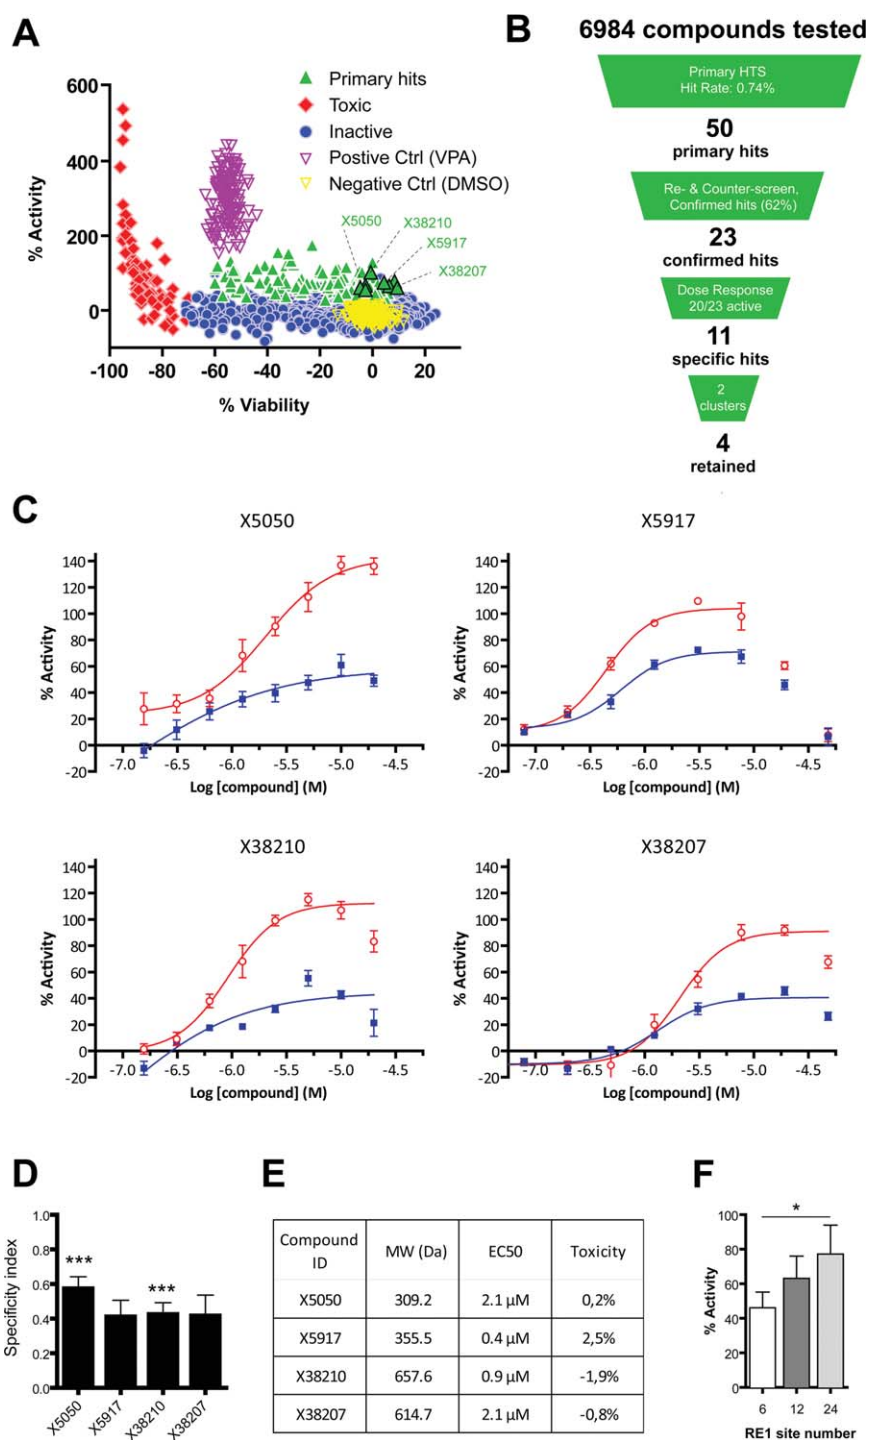 A
600
400
200
0
% Activity
-100 -80 -60 -40 -20 0 20
% Viability
Primary hits
Toxic
Inactive
Postive Ctrl (VPA)
Negative Ctrl (DMSO)
X5050
X38210
X5917
X38207
B
6984 compounds tested
Primary HTS
Hit Rate: 0.74%
50
primary hits
Re- & Counter-screen,
Confirmed hits (62%)
23
confirmed hits
Dose Response
20/23 active
11
specific hits
2
clusters
4
retained
C
X5050
140
120
100
80
60
40
20
0
-20
% Activity
-7.0 -6.5 -6.0 -5.5 -5.0 -4.5
Log [compound] (M)
X5917
140
120
100
80
60
40
20
0
-20
% Activity
-7.0 -6.5 -6.0 -5.5 -5.0 -4.5
Log [compound] (M)
X38210
140
120
100
80
60
40
20
0
-20
% Activity
-7.0 -6.5 -6.0 -5.5 -5.0 -4.5
Log [compound] (M)
X38207
140
120
100
80
60
40
20
0
-20
% Activity
-7.0 -6.5 -6.0 -5.5 -5.0 -4.5
Log [compound] (M)
D
1.0
0.8
0.6
0.4
0.2
0.0
Specificity index
***
***
X5050
X5917
X38210
X38207
E
Compound ID MW (Da) EC50 Toxicity
X5050 309.2 2.1 µM 0,2%
X5917 355.5 0.4 µM 2,5%
X38210 657.6 0.9 µM -1,9%
X38207 614.7 2.1 µM -0,8%
F
100
80
60
40
20
0
% Activity
*
6 12 24
RE1 site number